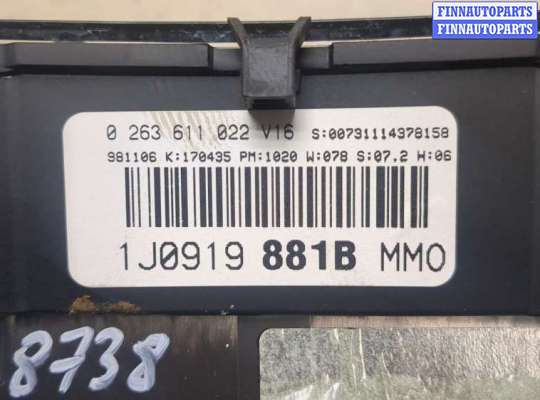 FINNAUTOPARTS
FINNAUTOPARTS
0 263 611 022 V16 S:00731114378158
981106 K:170435 PM:1020 W:078 S:07.2 H:06
1J0919 881B MM0
8738